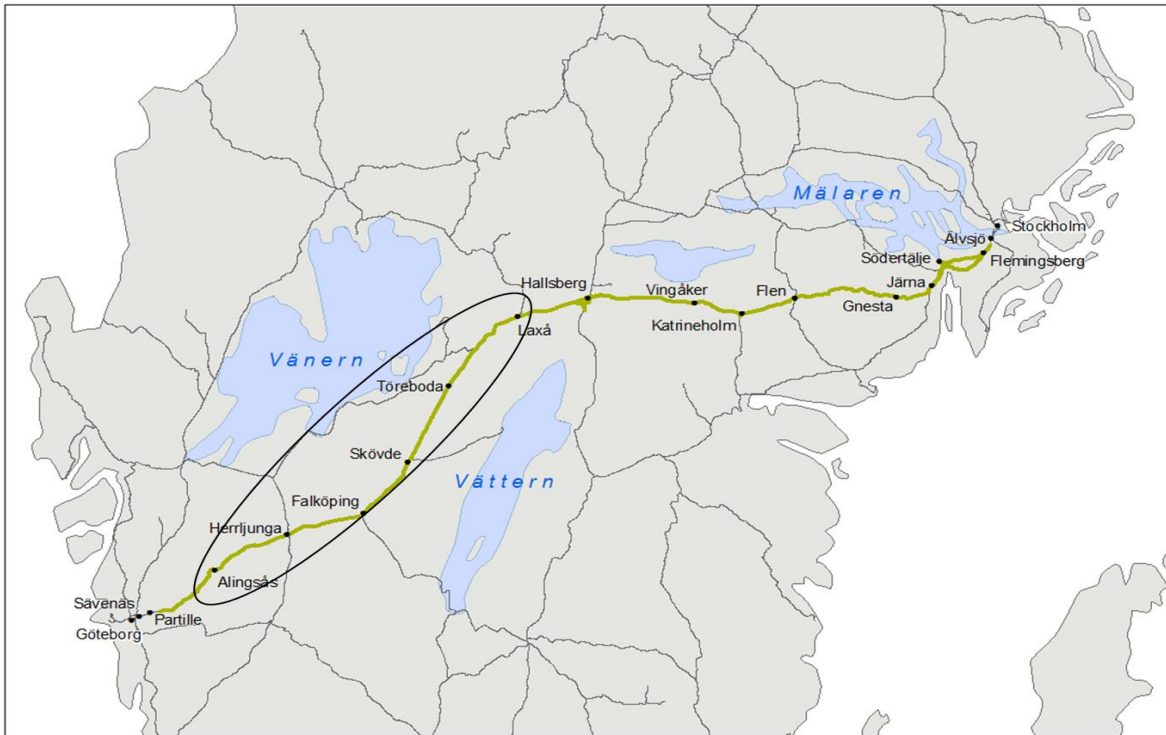 Mälaren
Stockholm
Älvsjö
Flemingsberg
Södertälje
Järna
Gnesta
Hallsberg
Vingåker
Flen
Katrineholm
Laxå
Vänern
Töreboda
Skövde
Vättern
Falköping
Herrljunga
Alingsås
Sävenäs
Partille
Göteborg